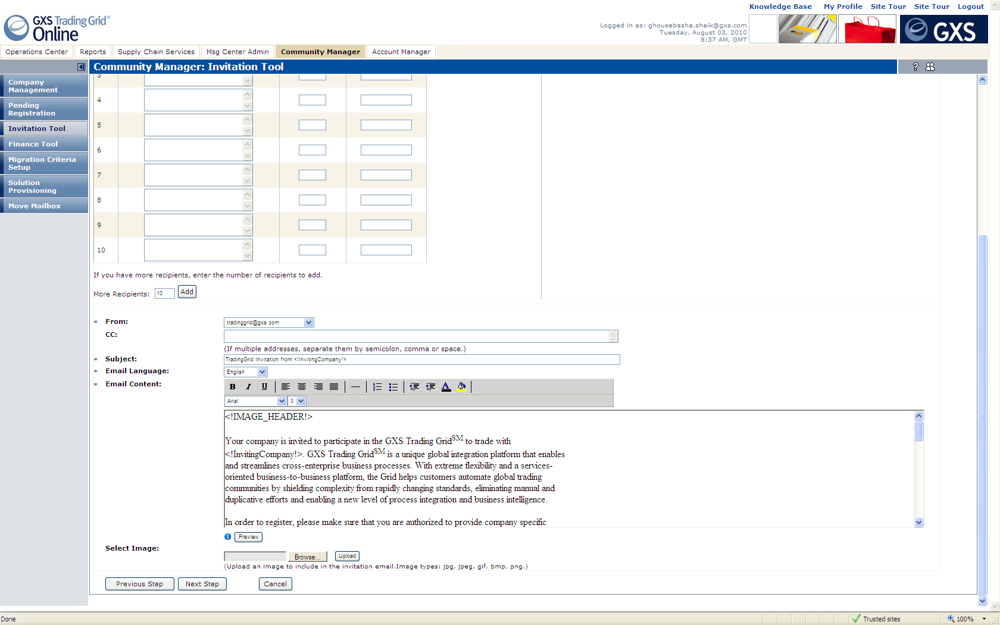 Knowledge Base My Profile Site Tour Site Tour Logout
GXS Trading Grid®
Online
Logged in as: ghousebasha.shaik@gxs.com
Tuesday, August 03, 2010
8:37 AM, GMT
GXS
Operations Center Reports Supply Chain Services Msg Center Admin Community Manager Account Manager
Community Manager: Invitation Tool
?
Company
Management
Pending
Registration
Invitation Tool
Finance Tool
Migration Criteria
Setup
Solution
Provisioning
Move Mailbox
3
4
5
6
7
8
9
10
If you have more recipients, enter the number of recipients to add.
More Recipients: 10 Add
* From: tradinggrid@gxs.com
CC:
(If multiple addresses, separate them by semicolon, comma or space.)
* Subject: TradingGrid Invitation from <!InvitingCompany!>
* Email Language: English
* Email Content:
B I U A
Arial 3
<!IMAGE_HEADER!>
Your company is invited to participate in the GXS Trading GridSM to trade with
<!InvitingCompany!>. GXS Trading GridSM is a unique global integration platform that enables
and streamlines cross-enterprise business processes. With extreme flexibility and a services-
oriented business-to-business platform, the Grid helps customers automate global trading
communities by shielding complexity from rapidly changing standards, eliminating manual and
duplicative efforts and enabling a new level of process integration and business intelligence.
In order to register, please make sure that you are authorized to provide company specific
Preview
Select Image:
Browse... Upload
(Upload an image to include in the invitation email.Image types: jpg, jpeg, gif, bmp, png.)
Previous Step Next Step Cancel
Done Trusted sites 100%